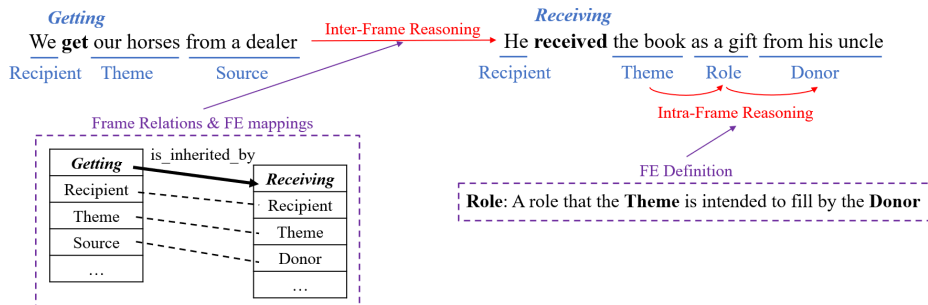 Getting
We get our horses from a dealer
Recipient Theme Source
Inter-Frame Reasoning
Receiving
He received the book as a gift from his uncle
Recipient Theme Role Donor
Intra-Frame Reasoning
Frame Relations & FE mappings
is_inherited_by
Getting
Recipient
Theme
Source
…
Receiving
Recipient
Theme
Donor
…
FE Definition
Role: A role that the Theme is intended to fill by the Donor